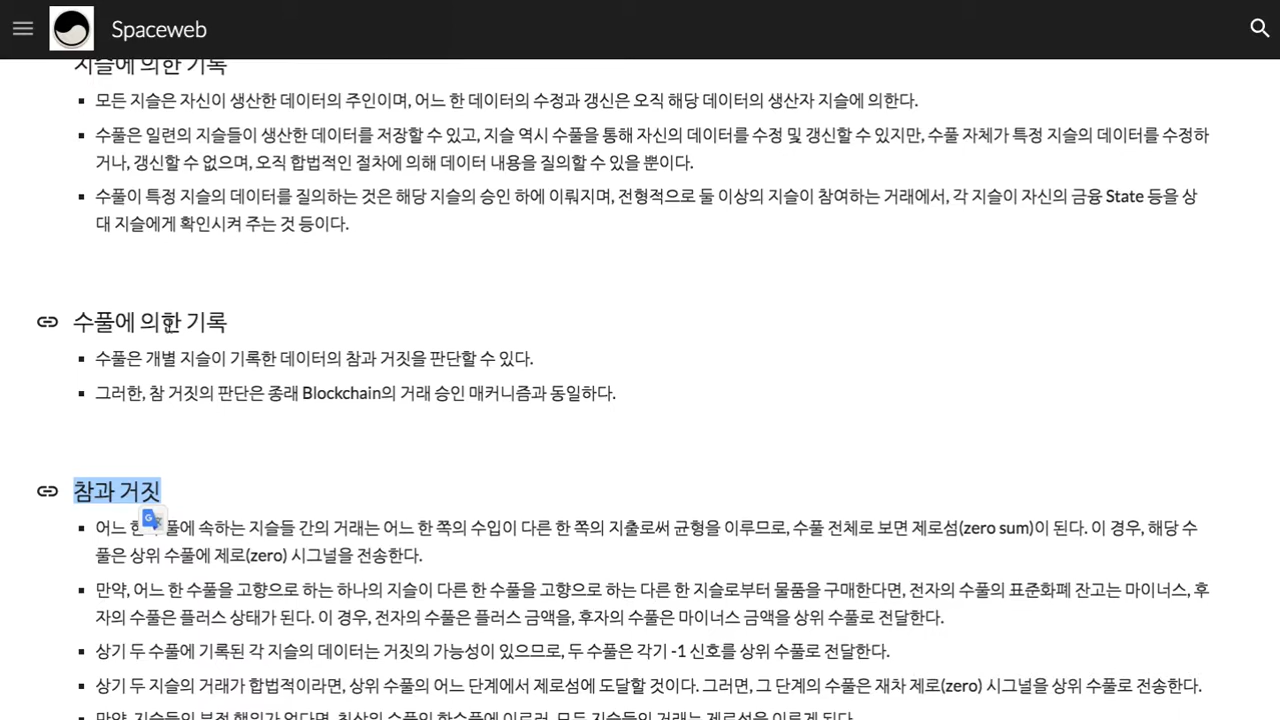 Spaceweb
지슬에 의한 기록
모든 지슬은 자신이 생산한 데이터의 주인이며, 어느 한 데이터의 수정과 갱신은 오직 해당 데이터의 생산자 지슬에 의한다.
수풀은 일련의 지슬들이 생산한 데이터를 저장할 수 있고, 지슬 역시 수풀을 통해 자신의 데이터를 수정 및 갱신할 수 있지만, 수풀 자체가 특정 지슬의 데이터를 수정하
거나, 갱신할 수 없으며, 오직 합법적인 절차에 의해 데이터 내용을 질의할 수 있을 뿐이다.
수풀이 특정 지슬의 데이터를 질의하는 것은 해당 지슬의 승인 하에 이뤄지며, 전형적으로 둘 이상의 지슬이 참여하는 거래에서, 각 지슬이 자신의 금융 State 등을 상
대 지슬에게 확인시켜 주는 것 등이다.
수풀에 의한 기록
수풀은 개별 지슬이 기록한 데이터의 참과 거짓을 판단할 수 있다.
그러한, 참 거짓의 판단은 종래 Blockchain의 거래 승인 매커니즘과 동일하다.
참과 거짓
어느 한 수풀에 속하는 지슬들 간의 거래는 어느 한 쪽의 수입이 다른 한 쪽의 지출로써 균형을 이루므로, 수풀 전체로 보면 제로섬(zero sum)이 된다. 이 경우, 해당 수
풀은 상위 수풀에 제로(zero) 시그널을 전송한다.
만약, 어느 한 수풀을 고향으로 하는 하나의 지슬이 다른 한 수풀을 고향으로 하는 다른 한 지슬로부터 물품을 구매한다면, 전자의 수풀의 표준화폐 잔고는 마이너스, 후
자의 수풀은 플러스 상태가 된다. 이 경우, 전자의 수풀은 플러스 금액을, 후자의 수풀은 마이너스 금액을 상위 수풀로 전달한다.
상기 두 수풀에 기록된 각 지슬의 데이터는 거짓의 가능성이 있으므로, 두 수풀은 각기 -1 신호를 상위 수풀로 전달한다.
상기 두 지슬의 거래가 합법적이라면, 상위 수풀의 어느 단계에서 제로섬에 도달할 것이다. 그러면, 그 단계의 수풀은 재차 제로(zero) 시그널을 상위 수풀로 전송한다.